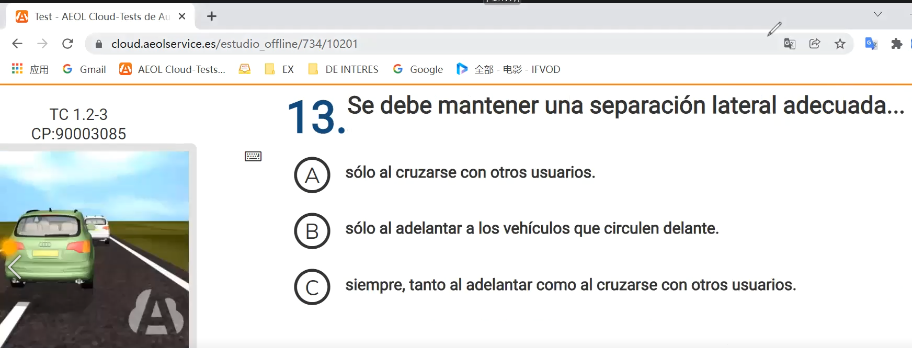 Test - AEOL Cloud-Tests de Au
cloud.aeolservice.es/estudio_offline/734/10201
应用 Gmail AEOL Cloud-Tests... EX DE INTERES Google 全部 - 电影 - IFVOD
TC 1.2-3
CP:90003085
13. Se debe mantener una separación lateral adecuada...
A sólo al cruzarse con otros usuarios.
B sólo al adelantar a los vehículos que circulen delante.
C siempre, tanto al adelantar como al cruzarse con otros usuarios.